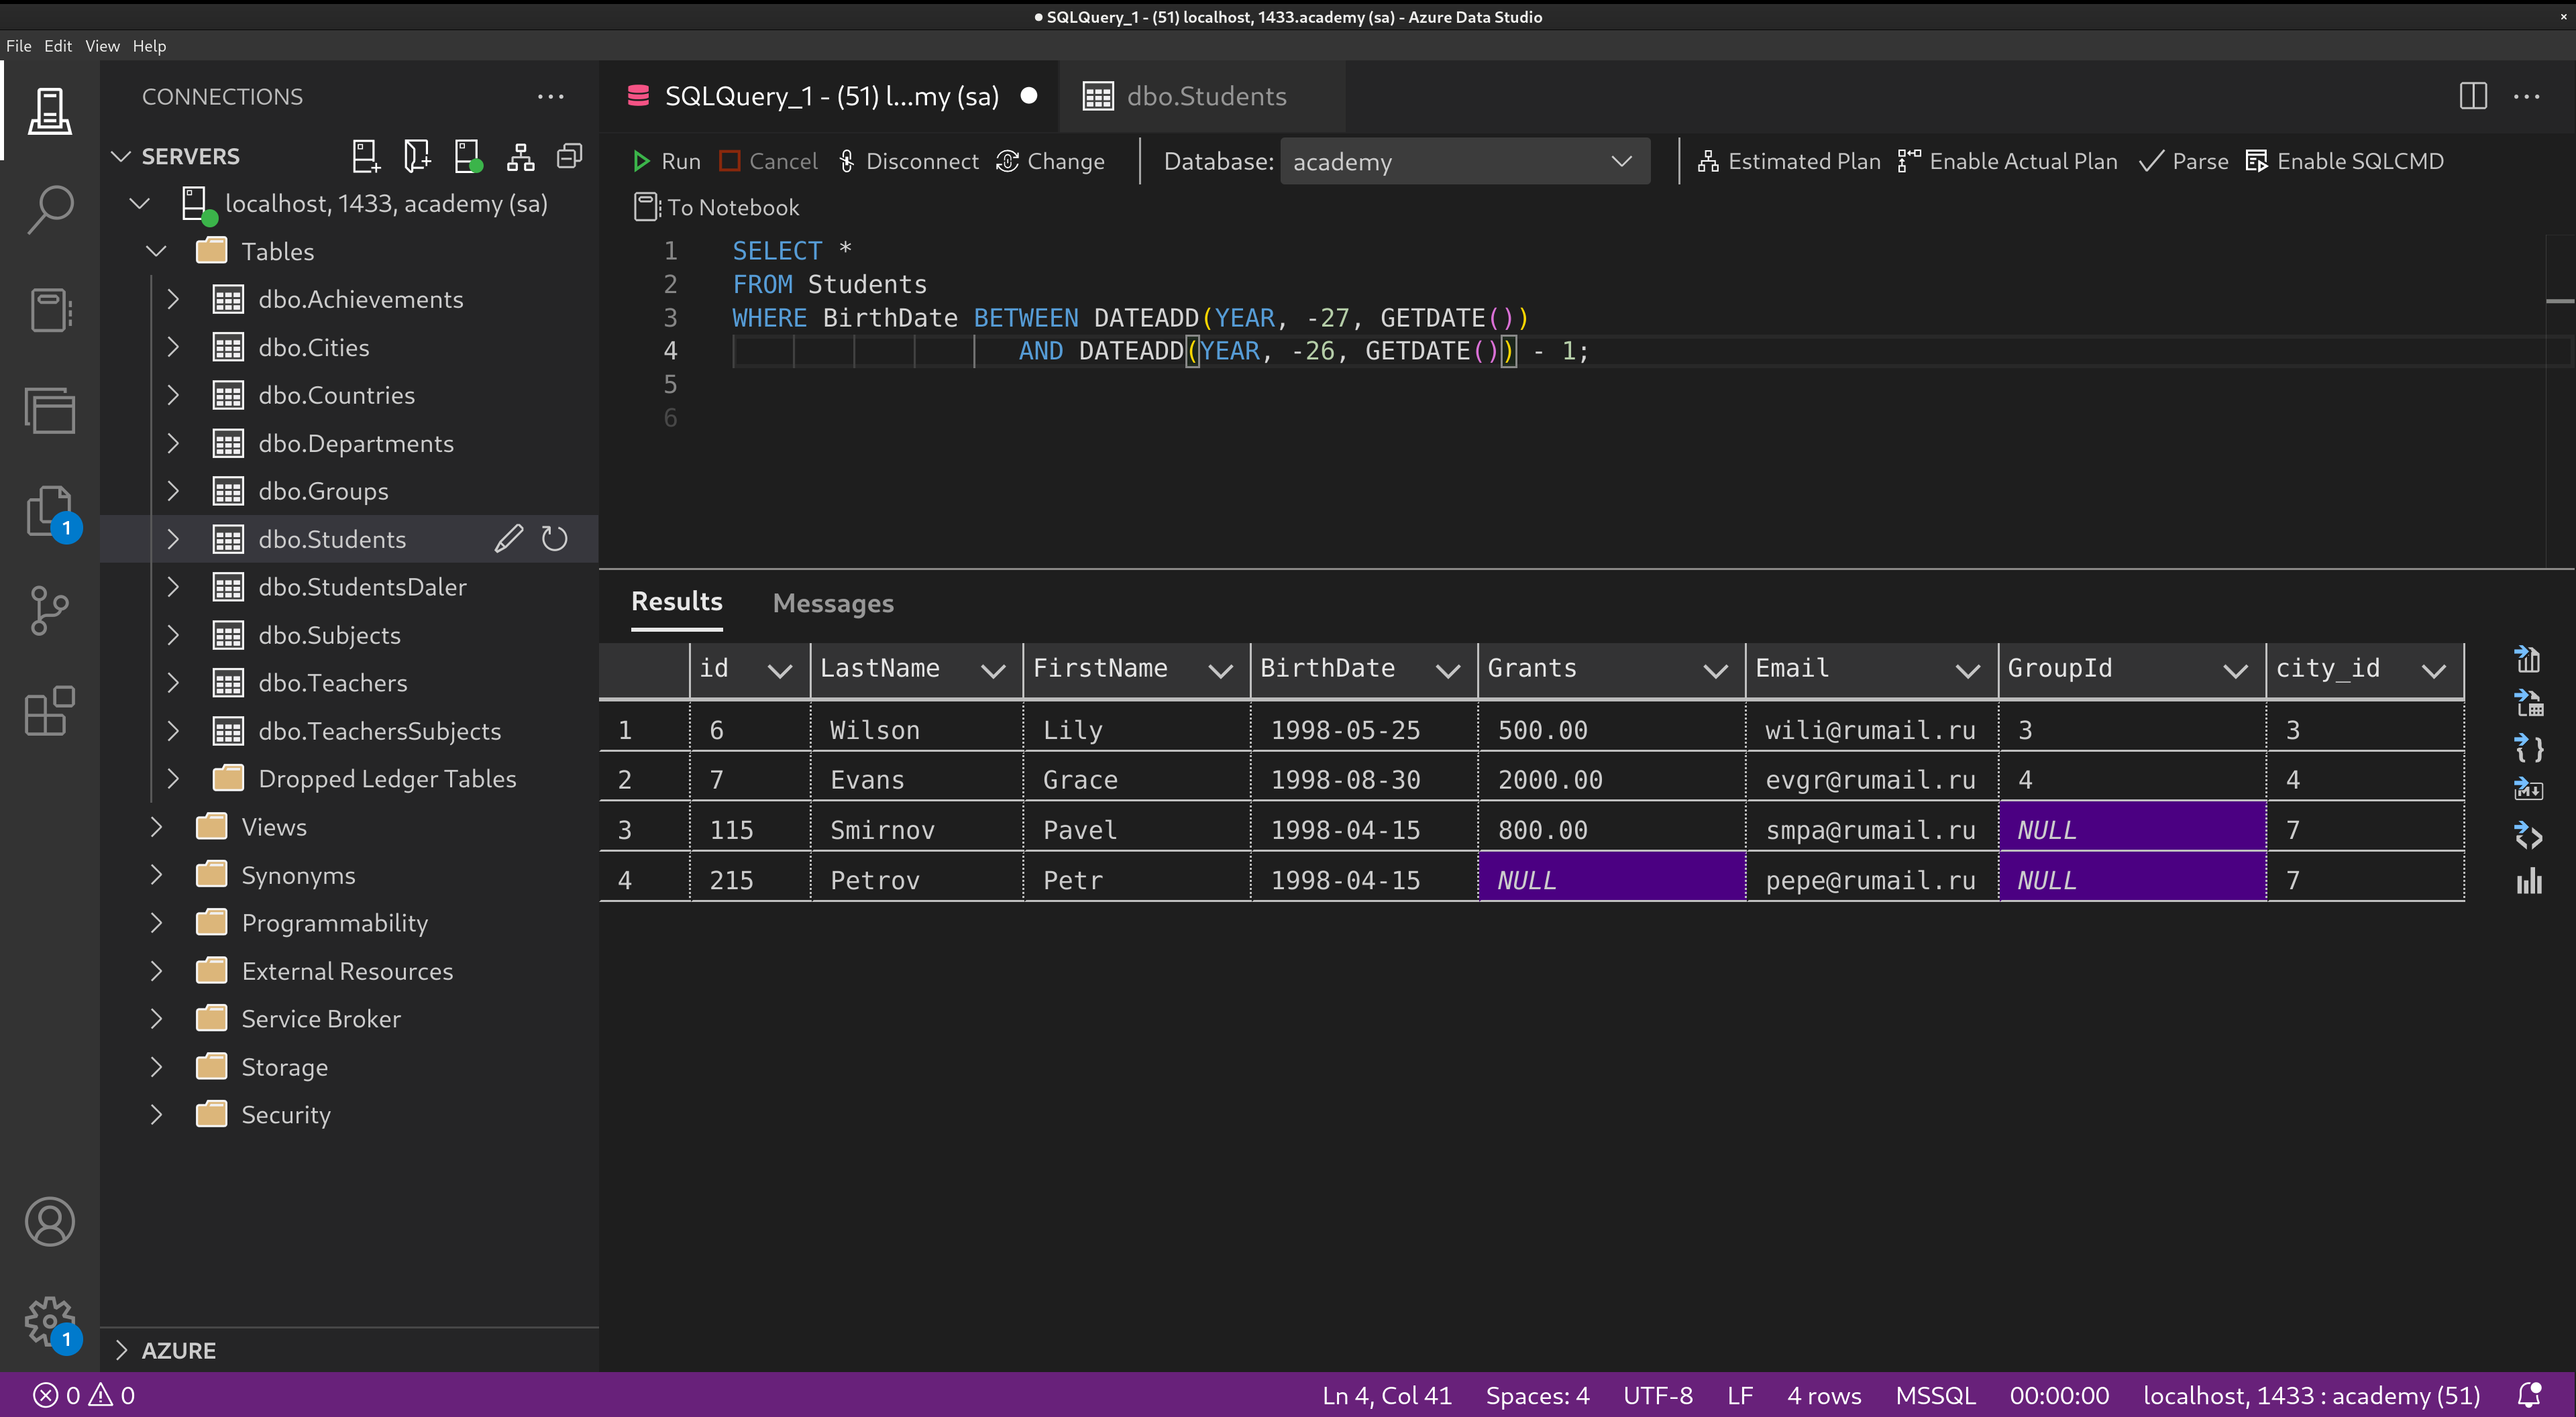 SQLQuery_1 - (51) localhost, 1433.academy (sa) - Azure Data Studio
File Edit View Help
CONNECTIONS
SERVERS
localhost, 1433, academy (sa)
Tables
dbo.Achievements
dbo.Cities
dbo.Countries
dbo.Departments
dbo.Groups
dbo.Students
dbo.StudentsDaler
dbo.Subjects
dbo.Teachers
dbo.TeachersSubjects
Dropped Ledger Tables
Views
Synonyms
Programmability
External Resources
Service Broker
Storage
Security
AZURE
1
1
SQLQuery_1 - (51) l...my (sa) dbo.Students
Run Cancel Disconnect Change Database: academy Estimated Plan Enable Actual Plan Parse Enable SQLCMD
To Notebook
1 SELECT *
2 FROM Students
3 WHERE BirthDate BETWEEN DATEADD(YEAR, -27, GETDATE())
4 AND DATEADD(YEAR, -26, GETDATE()) - 1;
5
6
Results Messages
id LastName FirstName BirthDate Grants Email GroupId city_id
1 6 Wilson Lily 1998-05-25 500.00 wili@rumail.ru 3 3
2 7 Evans Grace 1998-08-30 2000.00 evgr@rumail.ru 4 4
3 115 Smirnov Pavel 1998-04-15 800.00 smpa@rumail.ru NULL 7
4 215 Petrov Petr 1998-04-15 NULL pepe@rumail.ru NULL 7
0 0 Ln 4, Col 41 Spaces: 4 UTF-8 LF 4 rows MSSQL 00:00:00 localhost, 1433 : academy (51)